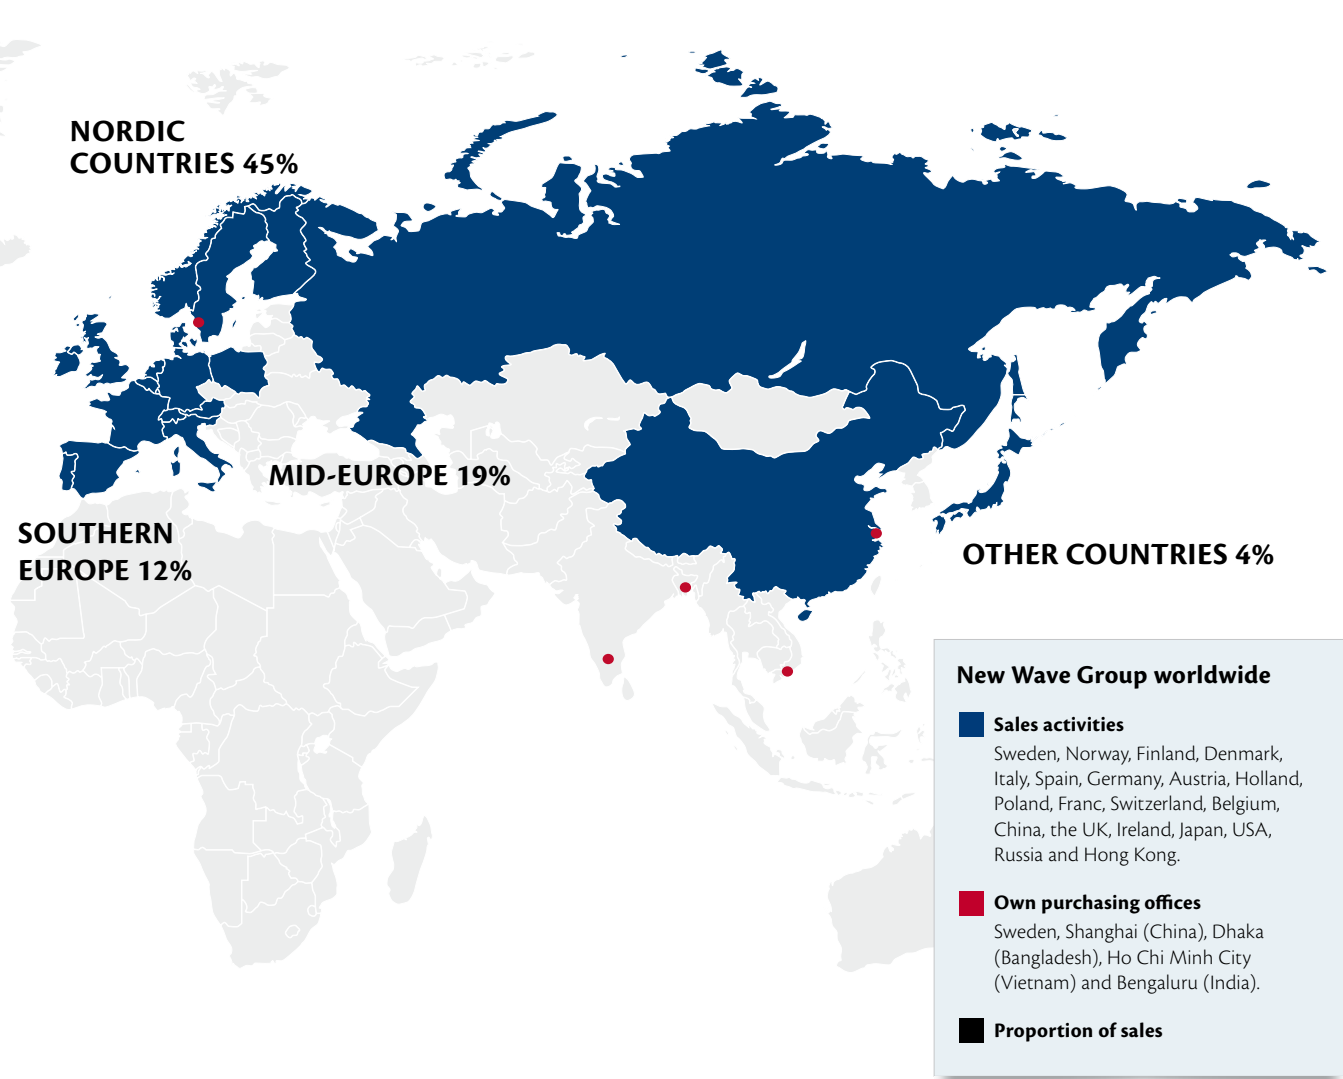 NORDIC
COUNTRIES 45%
MID-EUROPE 19%
SOUTHERN
EUROPE 12%
OTHER COUNTRIES 4%
New Wave Group worldwide
Sales activities
Sweden, Norway, Finland, Denmark,
Italy, Spain, Germany, Austria, Holland,
Poland, Franc, Switzerland, Belgium,
China, the UK, Ireland, Japan, USA,
Russia and Hong Kong.
Own purchasing offices
Sweden, Shanghai (China), Dhaka
(Bangladesh), Ho Chi Minh City
(Vietnam) and Bengaluru (India).
Proportion of sales